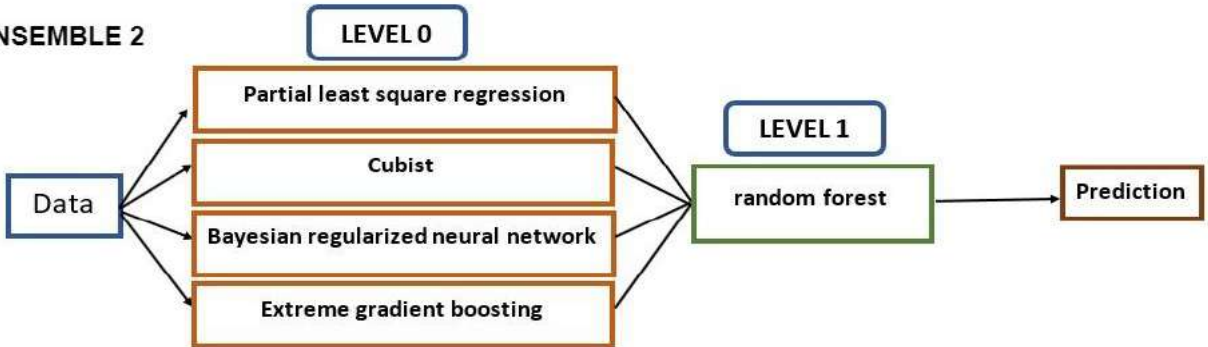 NSEMBLE 2
LEVEL 0
Partial least square regression
Cubist
Bayesian regularized neural network
Extreme gradient boosting
Data
LEVEL 1
random forest
Prediction